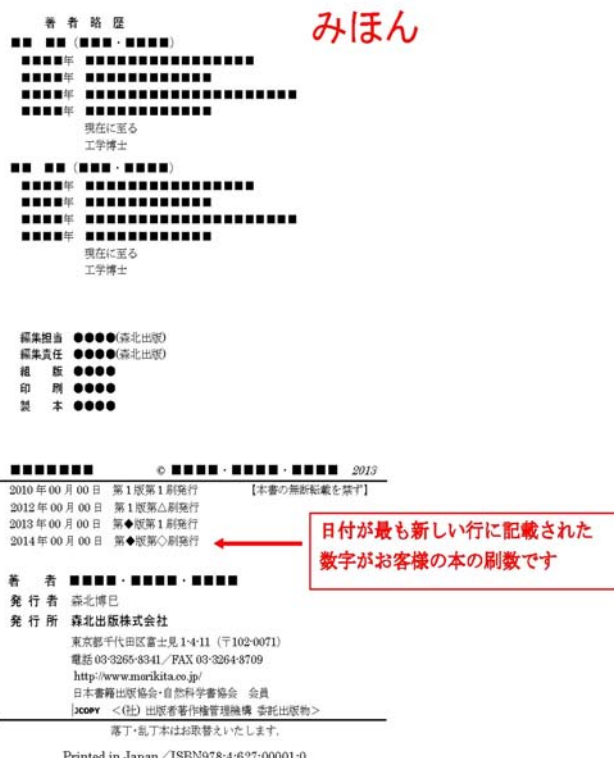 著 者 略 歴
みほん
■■ ■■（■■■・■■■■）
■■■■年 ■■■■■■■■■■■■■■■■
■■■■年 ■■■■■■■■■■■■
■■■■年 ■■■■■■■■■■■■■■■■■■■■
■■■■年 ■■■■■■■■■■■■
現在に至る
工学博士
■■ ■■（■■■・■■■■）
■■■■年 ■■■■■■■■■■■■■■■■
■■■■年 ■■■■■■■■■■■■
■■■■年 ■■■■■■■■■■■■■■■■■■■■
■■■■年 ■■■■■■■■■■■■
現在に至る
工学博士
編集担当 ●●●●(森北出版)
編集責任 ●●●●(森北出版)
組 版 ●●●●
印 刷 ●●●●
製 本 ●●●●
■■■■■■■ © ■■■■・■■■■・■■■■ 2013
2010年00月00日 第1版第1刷発行 【本書の無断転載を禁ず】
2012年00月00日 第1版第△刷発行
2013年00月00日 第◆版第1刷発行
2014年00月00日 第◆版第◇刷発行
日付が最も新しい行に記載された
数字がお客様の本の刷数です
著 者 ■■■■・■■■■・■■■■
発 行 者 森北博巳
発 行 所 森北出版株式会社
東京都千代田区富士見1-4-11（〒102-0071）
電話03-3265-8341／FAX 03-3264-8709
http://www.morikita.co.jp/
日本書籍出版協会・自然科学書協会 会員
JCOPY ＜(社)出版者著作権管理機構 委託出版物＞
落丁・乱丁本はお取替えいたします．
Printed in Japan／ISBN978-4-627-00001-0